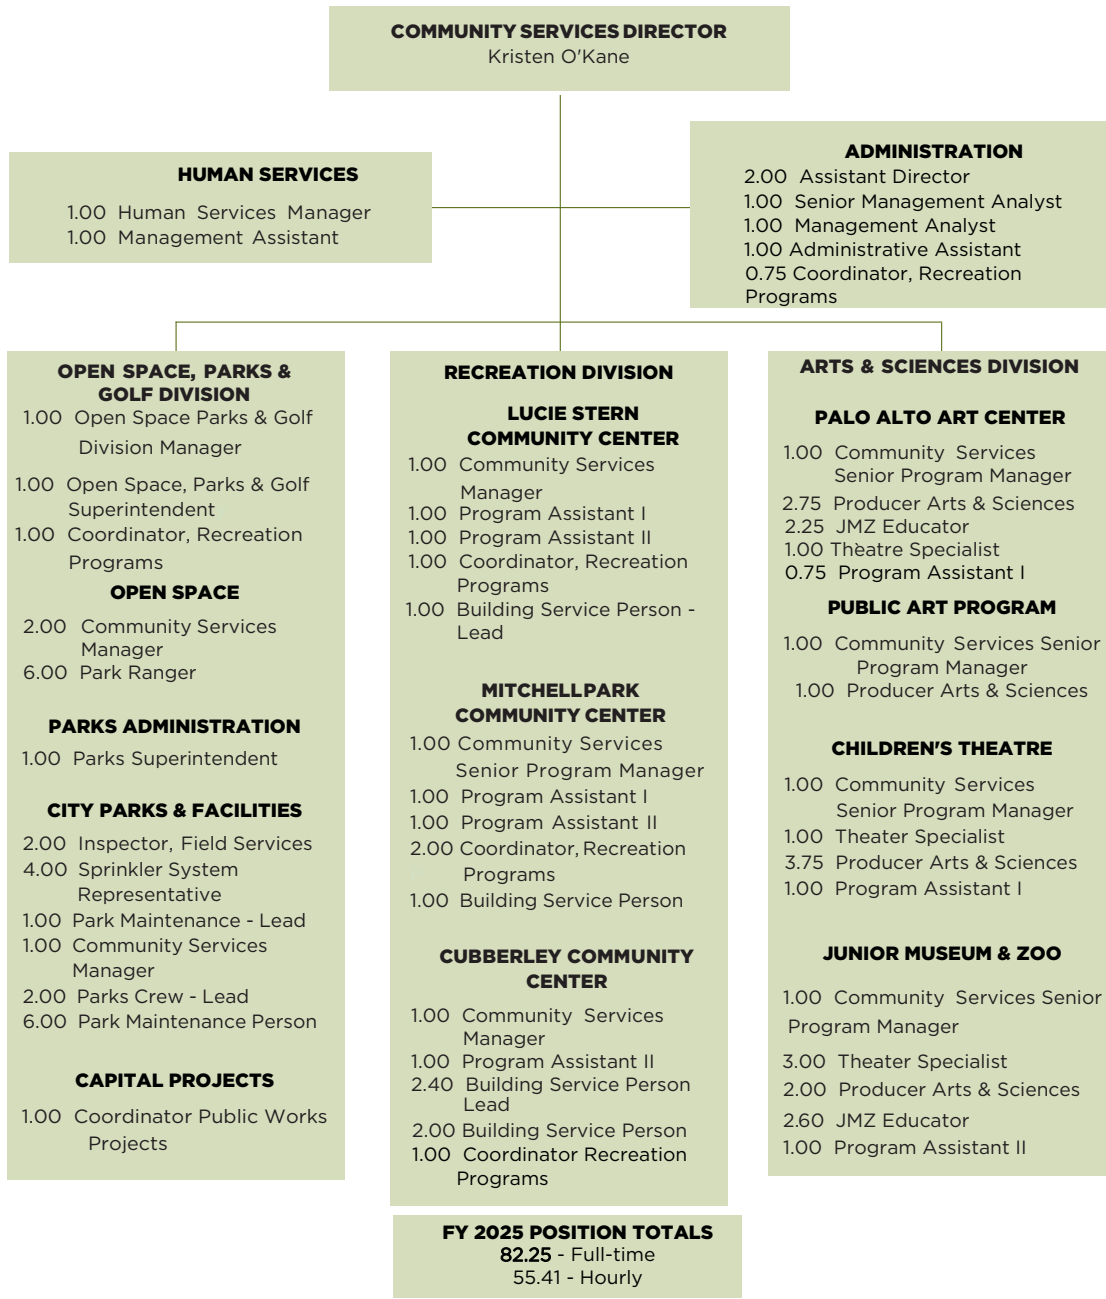 COMMUNITY SERVICES DIRECTOR
Kristen O'Kane
HUMAN SERVICES
1.00 Human Services Manager
1.00 Management Assistant
ADMINISTRATION
2.00 Assistant Director
1.00 Senior Management Analyst
1.00 Management Analyst
1.00 Administrative Assistant
0.75 Coordinator, Recreation
Programs
OPEN SPACE, PARKS &
GOLF DIVISION
1.00 Open Space Parks & Golf
Division Manager
1.00 Open Space, Parks & Golf
Superintendent
1.00 Coordinator, Recreation
Programs
OPEN SPACE
2.00 Community Services
Manager
6.00 Park Ranger
PARKS ADMINISTRATION
1.00 Parks Superintendent
CITY PARKS & FACILITIES
2.00 Inspector, Field Services
4.00 Sprinkler System
Representative
1.00 Park Maintenance - Lead
1.00 Community Services
Manager
2.00 Parks Crew - Lead
6.00 Park Maintenance Person
CAPITAL PROJECTS
1.00 Coordinator Public Works
Projects
RECREATION DIVISION
LUCIE STERN
COMMUNITY CENTER
1.00 Community Services
Manager
1.00 Program Assistant I
1.00 Program Assistant II
1.00 Coordinator, Recreation
Programs
1.00 Building Service Person -
Lead
MITCHELLPARK
COMMUNITY CENTER
1.00 Community Services
Senior Program Manager
1.00 Program Assistant I
1.00 Program Assistant II
2.00 Coordinator, Recreation
Programs
1.00 Building Service Person
CUBBERLEY COMMUNITY
CENTER
1.00 Community Services
Manager
1.00 Program Assistant II
2.40 Building Service Person
Lead
2.00 Building Service Person
1.00 Coordinator Recreation
Programs
ARTS & SCIENCES DIVISION
PALO ALTO ART CENTER
1.00 Community Services
Senior Program Manager
2.75 Producer Arts & Sciences
2.25 JMZ Educator
1.00 Theatre Specialist
0.75 Program Assistant I
PUBLIC ART PROGRAM
1.00 Community Services Senior
Program Manager
1.00 Producer Arts & Sciences
CHILDREN'S THEATRE
1.00 Community Services
Senior Program Manager
1.00 Theater Specialist
3.75 Producer Arts & Sciences
1.00 Program Assistant I
JUNIOR MUSEUM & ZOO
1.00 Community Services Senior
Program Manager
3.00 Theater Specialist
2.00 Producer Arts & Sciences
2.60 JMZ Educator
1.00 Program Assistant II
FY 2025 POSITION TOTALS
82.25 - Full-time
55.41 - Hourly